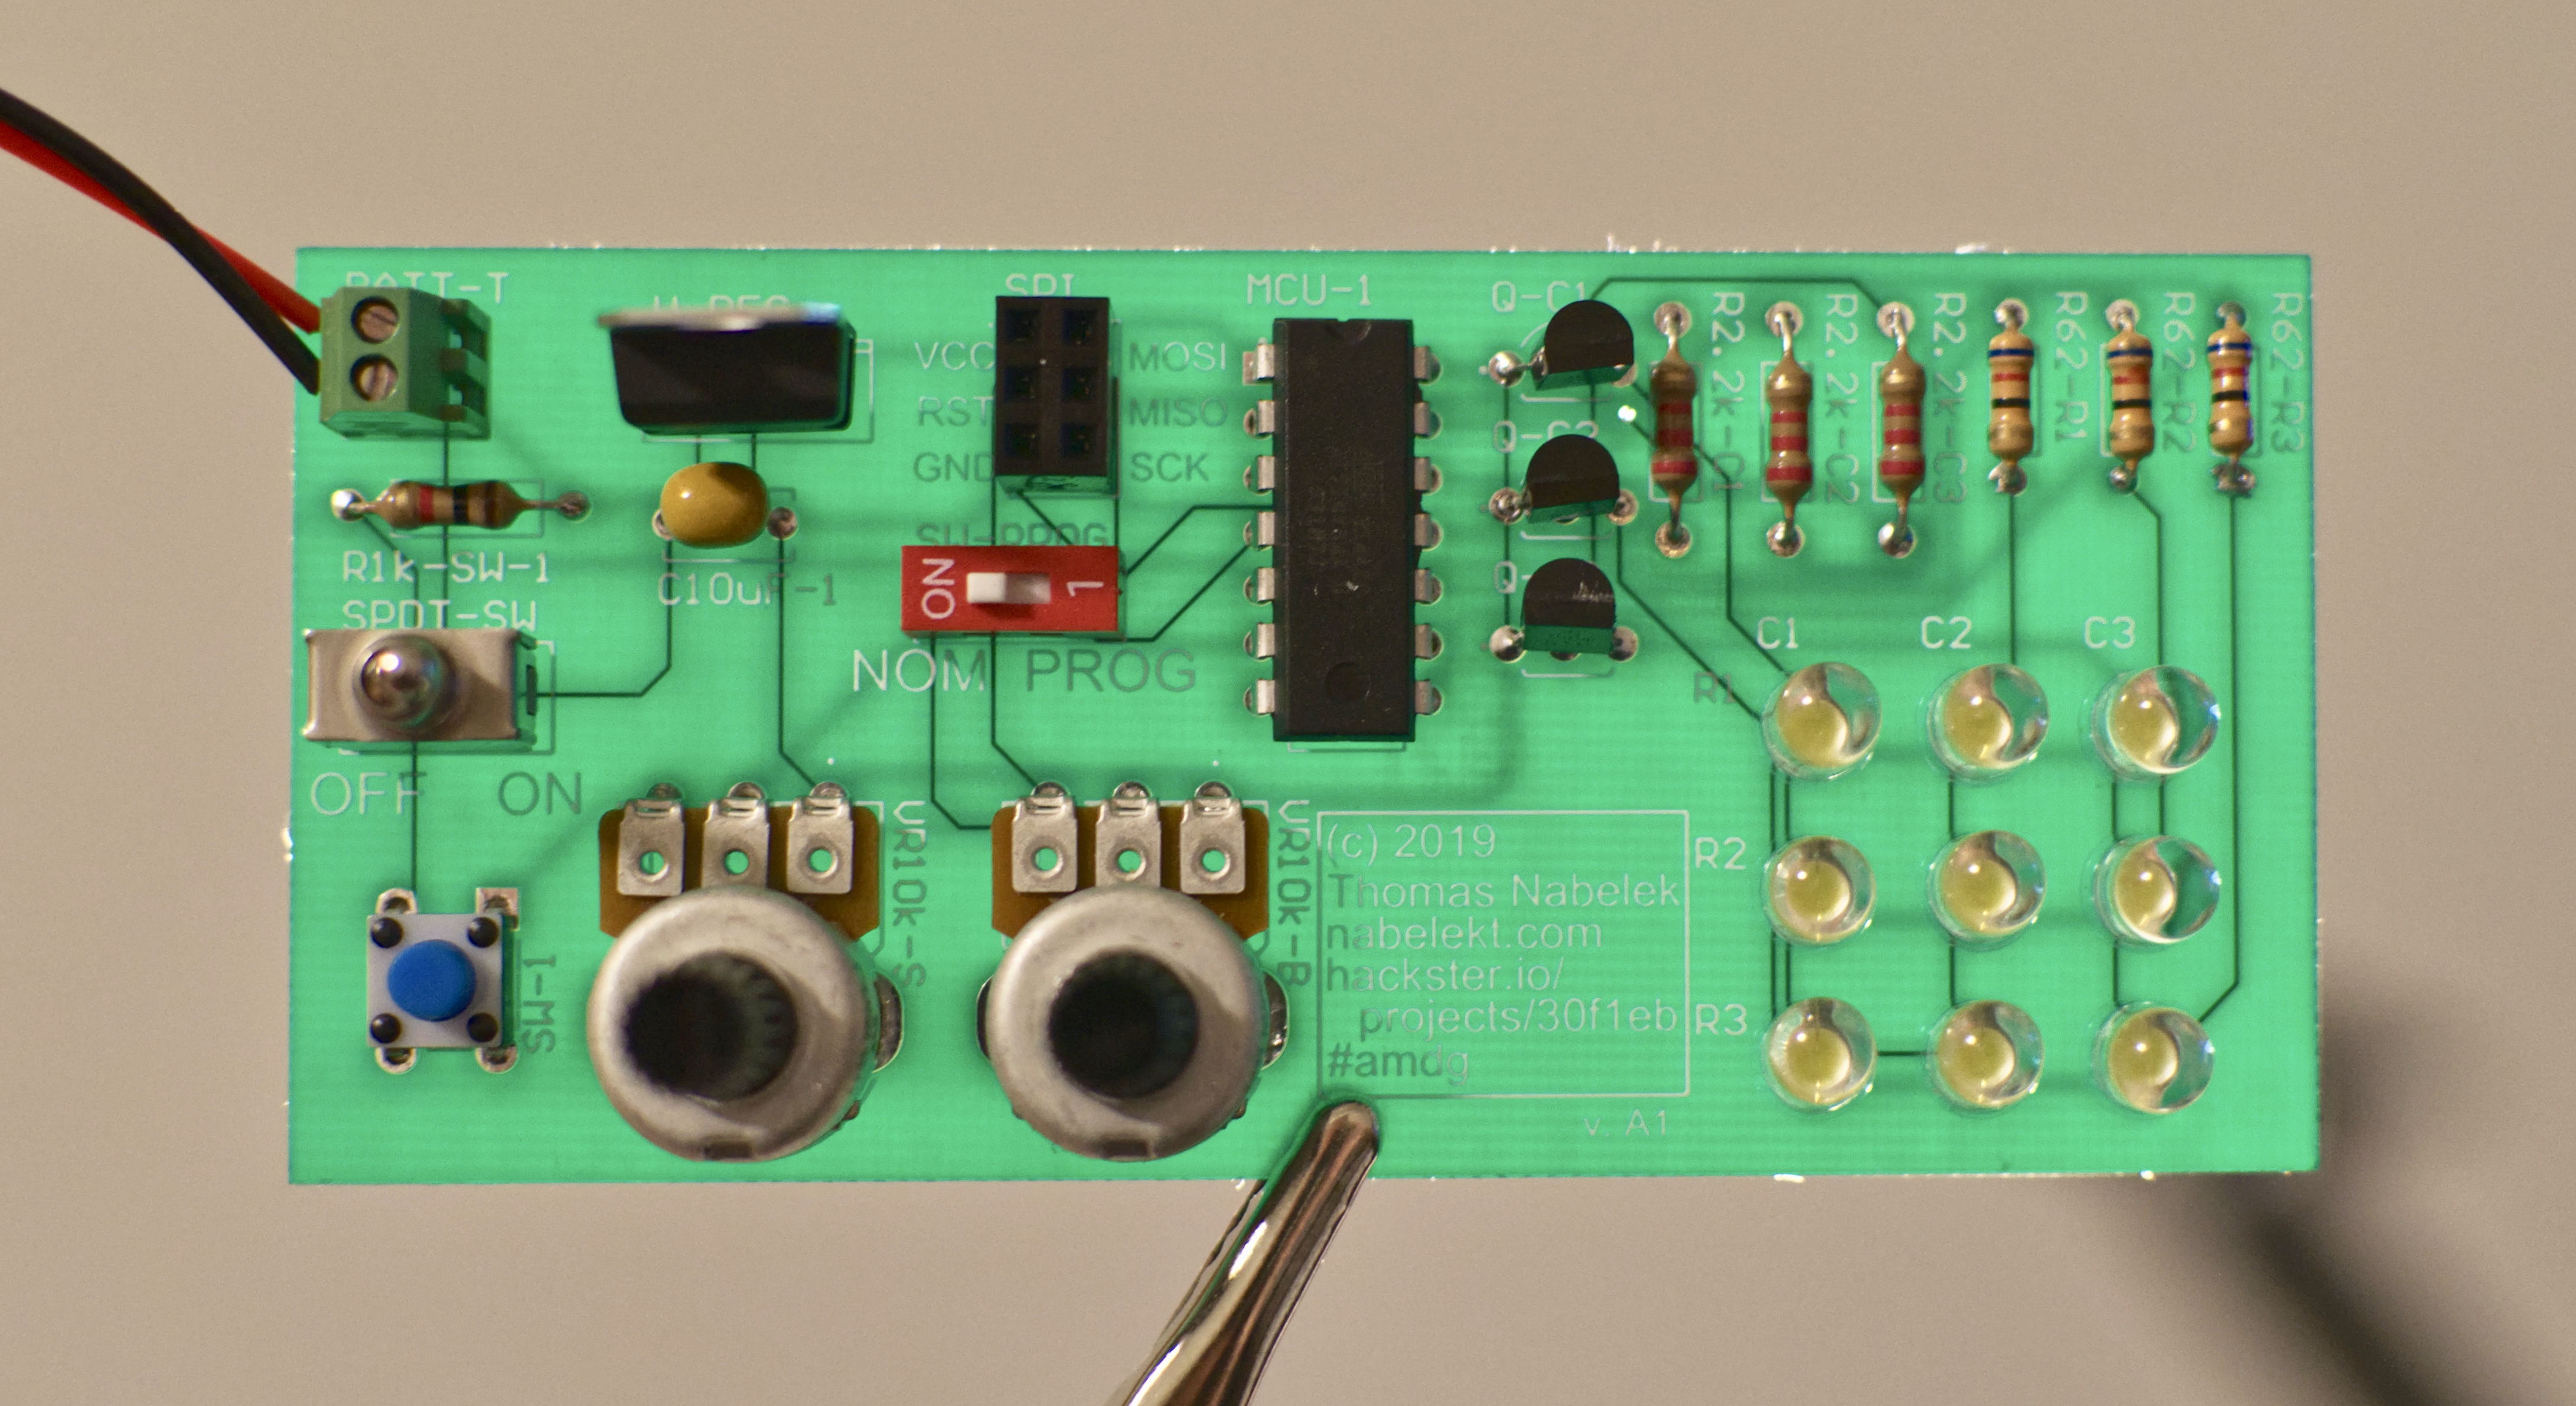 BATT-T
SPI
MCU-1
Q-C1
R2.2k-C1
R2.2k-C2
R2.2k-C3
R62-R1
R62-R2
R62-R3
VCC
MOSI
RST
MISO
GND
SCK
SW-PROG
ON
1
R1k-SW-1
C10uF-1
SPDT-SW
NOM PROG
OFF ON
C1 C2 C3
R1
R2
R3
VR10k-S
VR10k-B
SW-1
(c) 2019
Thomas Nabelek
nabelekt.com
hackster.io/
projects/30f1eb
#amdg
v. A1